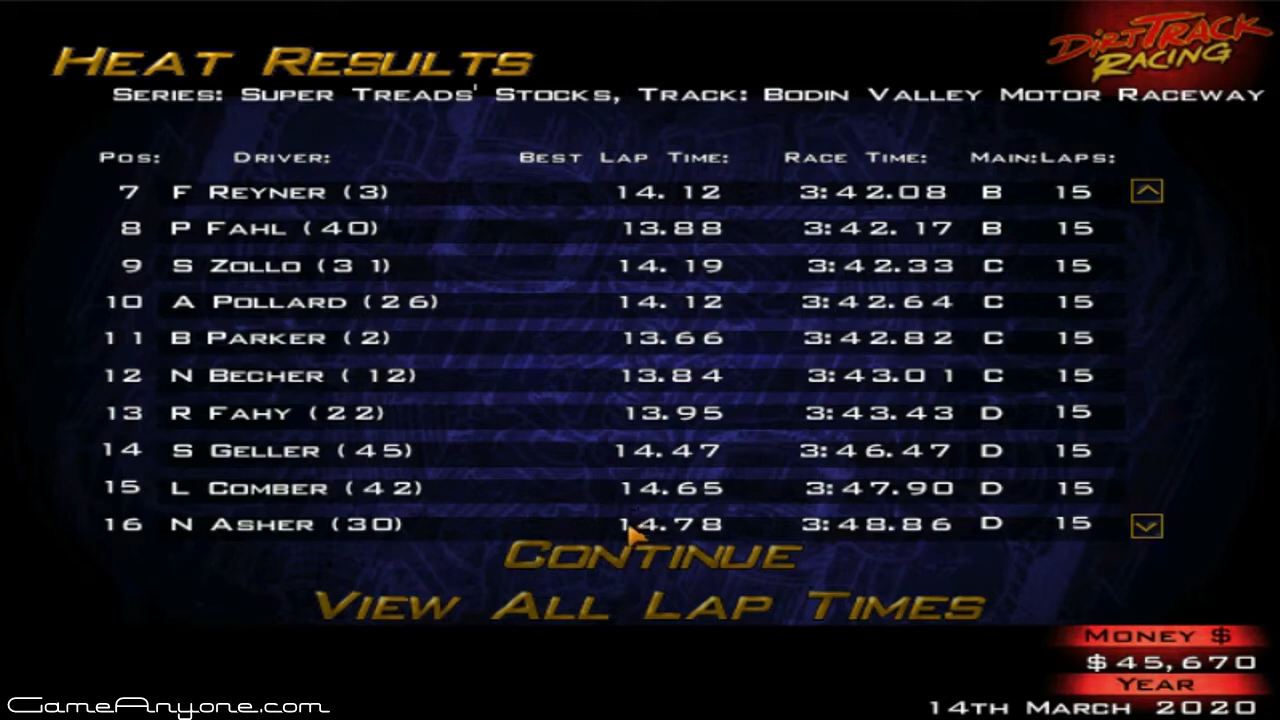 Heat Results
Dirt Track Racing
Series: Super Treads' Stocks, Track: Bodin Valley Motor Raceway
Pos: Driver: Best Lap Time: Race Time: Main: Laps:
7 F Reyner (3) 14.12 3:42.08 B 15
8 P Fahl (40) 13.88 3:42.17 B 15
9 S Zollo (31) 14.19 3:42.33 C 15
10 A Pollard (26) 14.12 3:42.64 C 15
11 B Parker (2) 13.66 3:42.82 C 15
12 N Becher (12) 13.84 3:43.01 C 15
13 R Fahy (22) 13.95 3:43.43 D 15
14 S Geller (45) 14.47 3:46.47 D 15
15 L Comber (42) 14.65 3:47.90 D 15
16 N Asher (30) 14.78 3:48.86 D 15
Continue
View All Lap Times
Money $
$45,670
Year
14th March 2020
GameAnyone.com